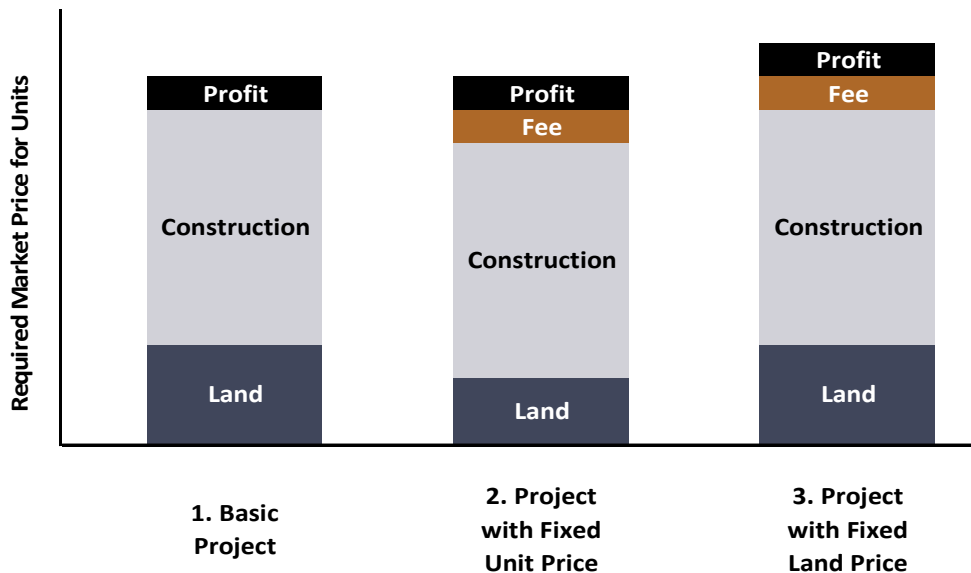 Required Market Price for Units
Profit
Construction
Land
Profit
Fee
Construction
Land
Profit
Fee
Construction
Land
1. Basic
Project
2. Project
with Fixed
Unit Price
3. Project
with Fixed
Land Price